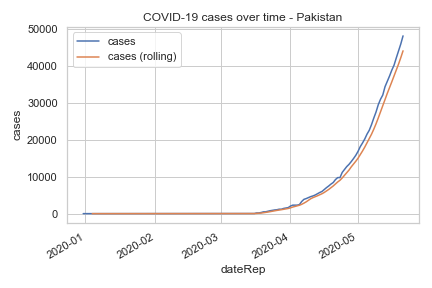 COVID-19 cases over time - Pakistan
cases
cases (rolling)
50000
40000
30000
20000
10000
0
cases
2020-01
2020-02
2020-03
2020-04
2020-05
dateRep